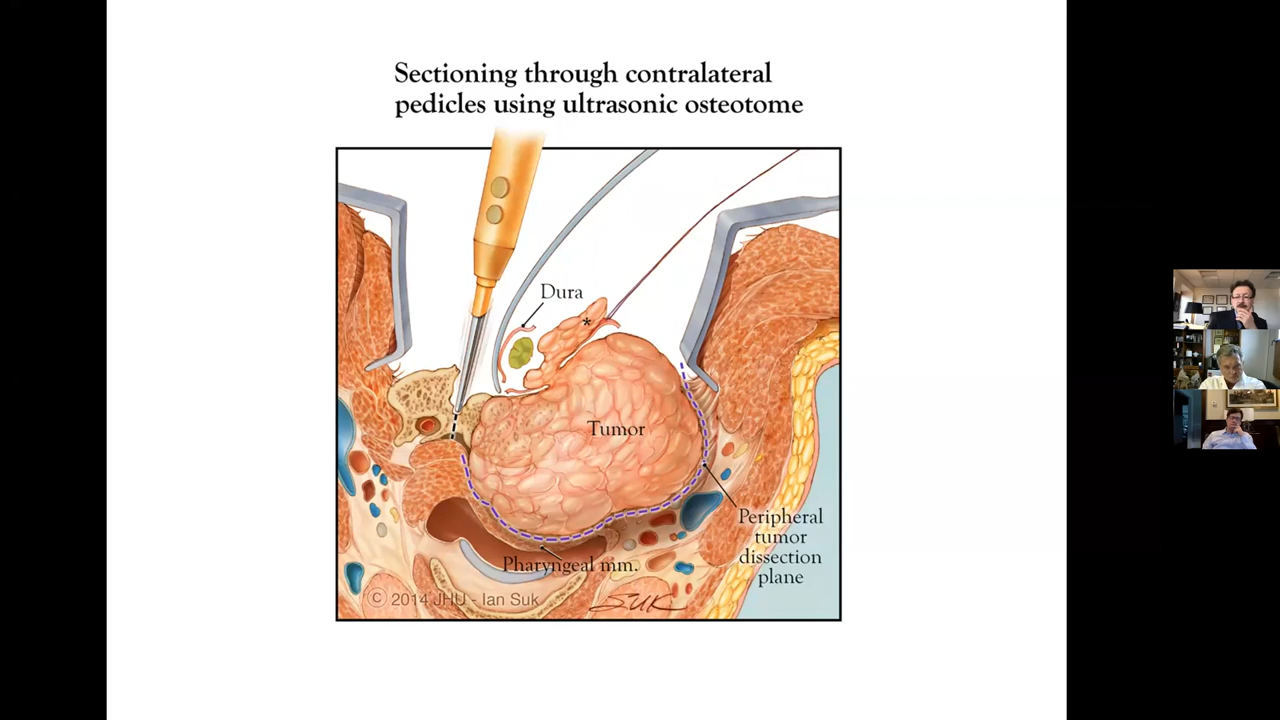 Sectioning through contralateral
pedicles using ultrasonic osteotome
Dura
*
Tumor
Peripheral
tumor
dissection
plane
Pharyngeal mm.
© 2014 JHU - Ian Suk
SUK